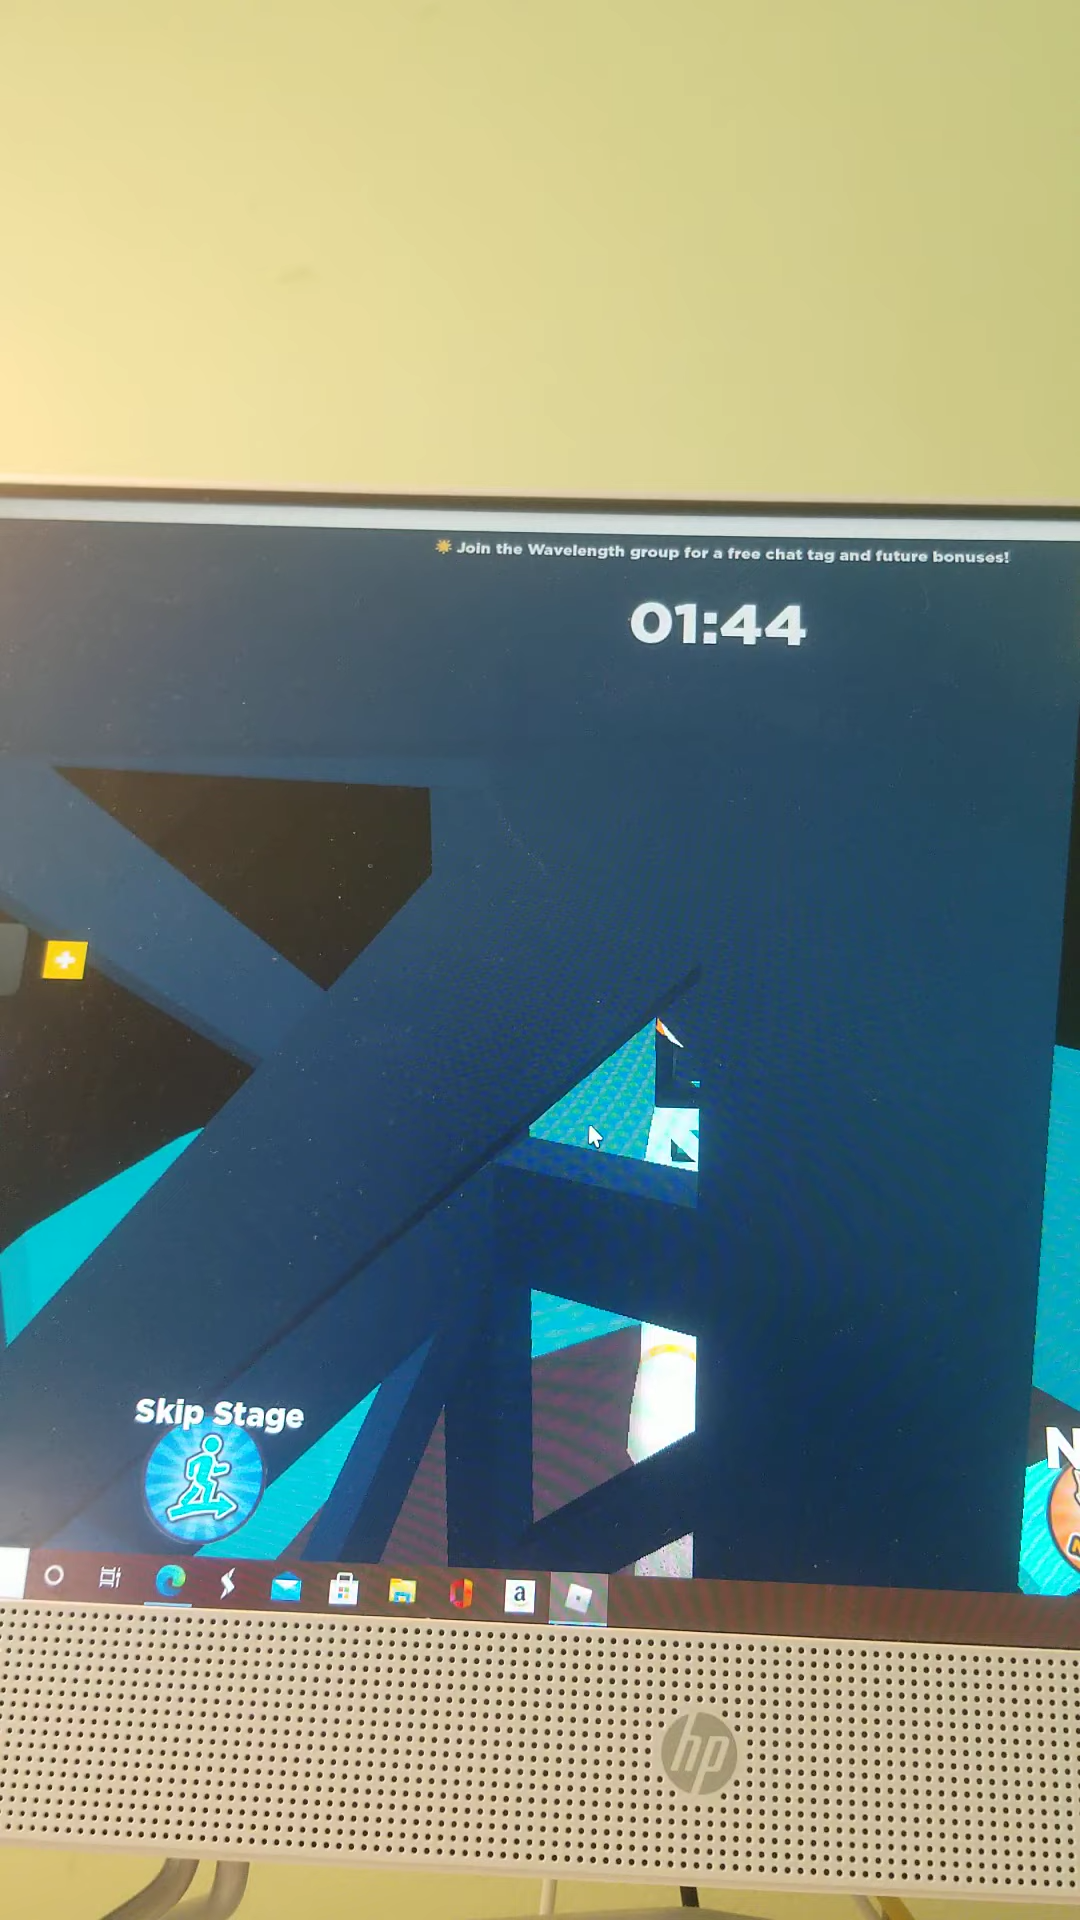 Join the Wavelength group for a free chat tag and future bonuses!
01:44
Skip Stage
N
a
hp